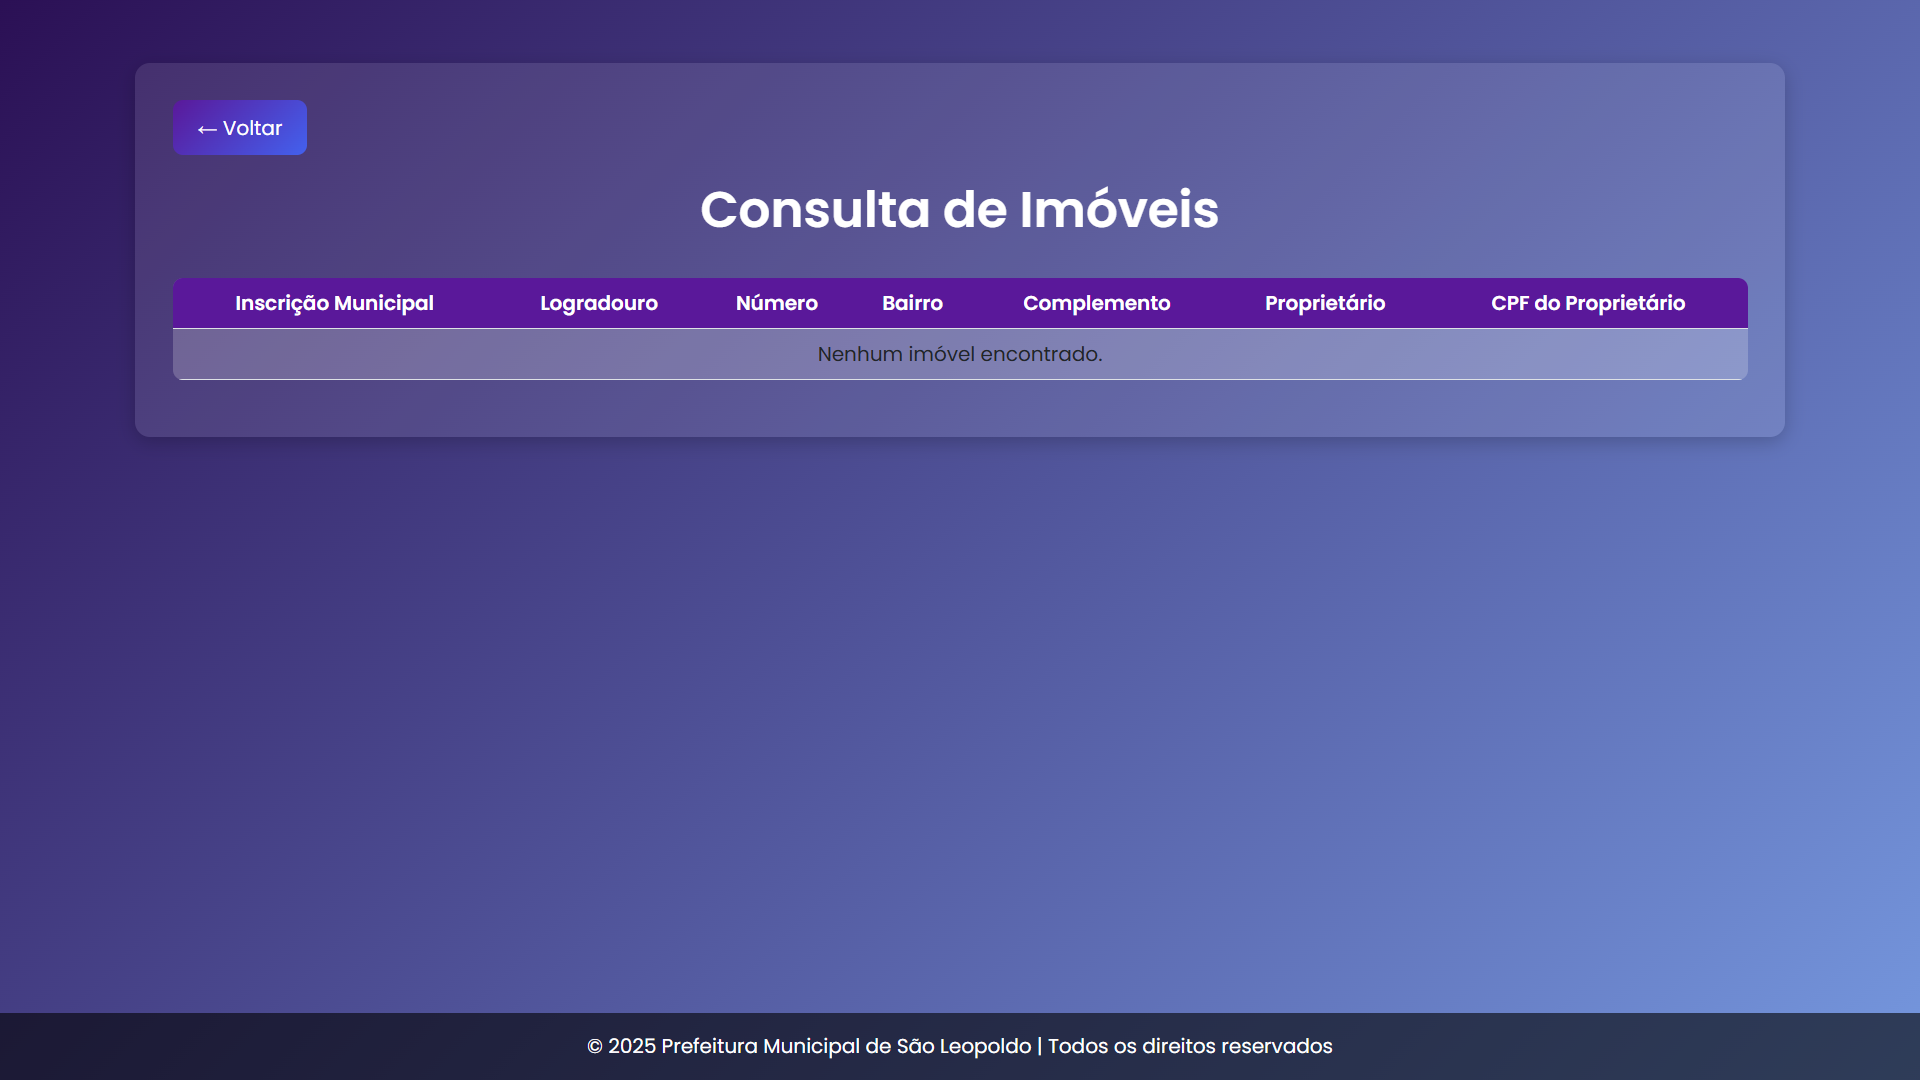 ← Voltar
Consulta de Imóveis
Inscrição Municipal Logradouro Número Bairro Complemento Proprietário CPF do Proprietário
Nenhum imóvel encontrado.
© 2025 Prefeitura Municipal de São Leopoldo | Todos os direitos reservados